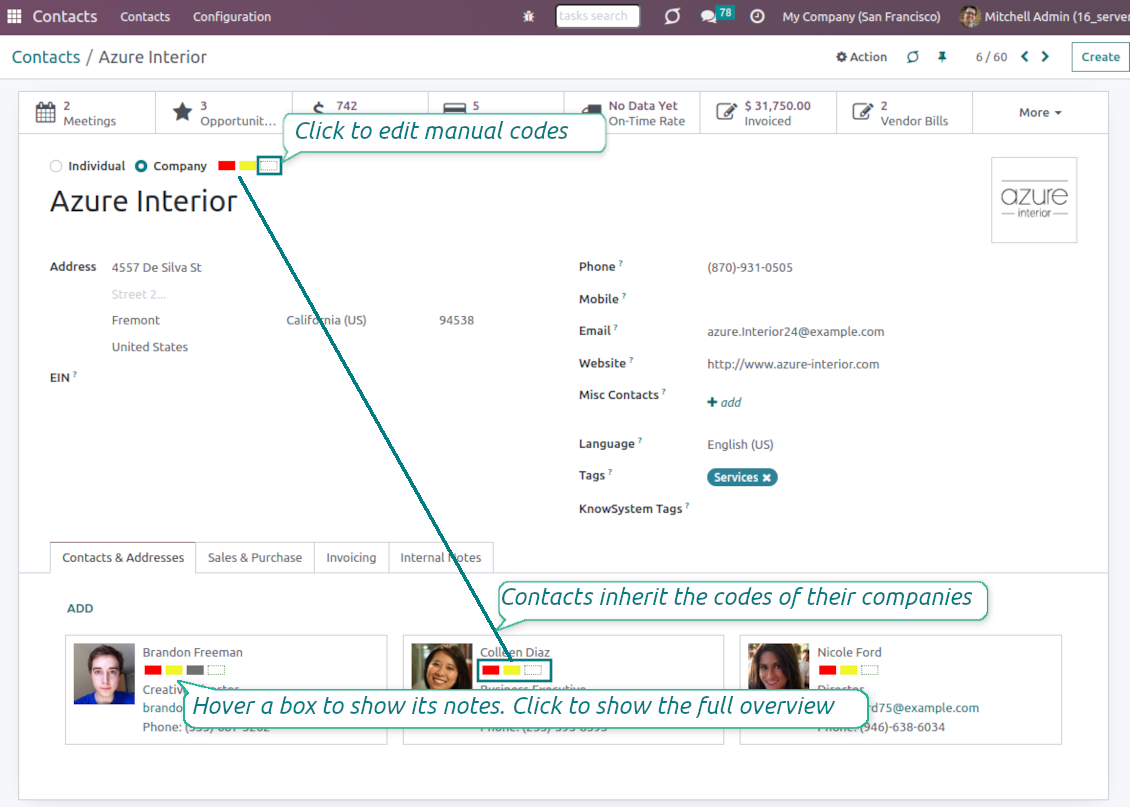 Contacts Contacts Configuration tasks search 78 My Company (San Francisco) Mitchell Admin (16_server
Contacts / Azure Interior Action 6 / 60 Create
2 Meetings
3 Opportunit...
742
5
No Data Yet On-Time Rate
$ 31,750.00 Invoiced
2 Vendor Bills
More
Click to edit manual codes
Individual Company
Azure Interior
azure
interior
Address 4557 De Silva St
Street 2...
Fremont California (US) 94538
United States
EIN ?
Phone ? (870)-931-0505
Mobile ?
Email ? azure.Interior24@example.com
Website ? http://www.azure-interior.com
Misc Contacts ? + add
Language ? English (US)
Tags ? Services ✖
KnowSystem Tags ?
Contacts & Addresses Sales & Purchase Invoicing Internal Notes
Contacts inherit the codes of their companies
ADD
Brandon Freeman
Creative Director
brando
Phone:
Colleen Diaz
Business Executive
Phone:
Nicole Ford
Director
rd75@example.com
Phone: (946)-638-6034
Hover a box to show its notes. Click to show the full overview